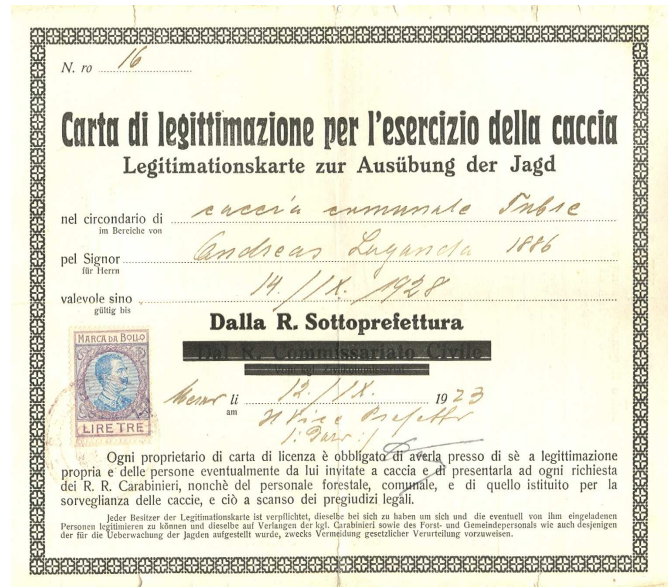 N. ro 16
Carta di legittimazione per l'esercizio della caccia
Legitimationskarte zur Ausübung der Jagd
nel circondario di caccia comunale Tubre
im Bereiche von
pel Signor Andreas Laganda 1886
für Herrn
valevole sino 14./IX. 1928
gültig bis
Dalla R. Sottoprefettura
Dal R. Commissariato Civile
MARCA DA BOLLO
LIRE TRE
li 12./IX. 1923
am
Il Vice Prefetto
Ogni proprietario di carta di licenza è obbligato di averla presso di sè a legittimazione
propria e delle persone eventualmente da lui invitate a caccia e di presentarla ad ogni richiesta
dei R. R. Carabinieri, nonchè del personale forestale, comunale, e di quello istituito per la
sorveglianza delle caccie, e ciò a scanso dei pregiudizi legali.
Jeder Besitzer der Legitimationskarte ist verpflichtet, dieselbe bei sich zu haben um sich und die eventuell von ihm eingeladenen
Personen legitimieren zu können und dieselbe auf Verlangen der kgl. Carabinieri sowie des Forst- und Gemeindepersonals wie auch desjenigen
der für die Ueberwachung der Jagden aufgestellt wurde, zwecks Vermeidung gesetzlicher Verurteilung vorzuweisen.